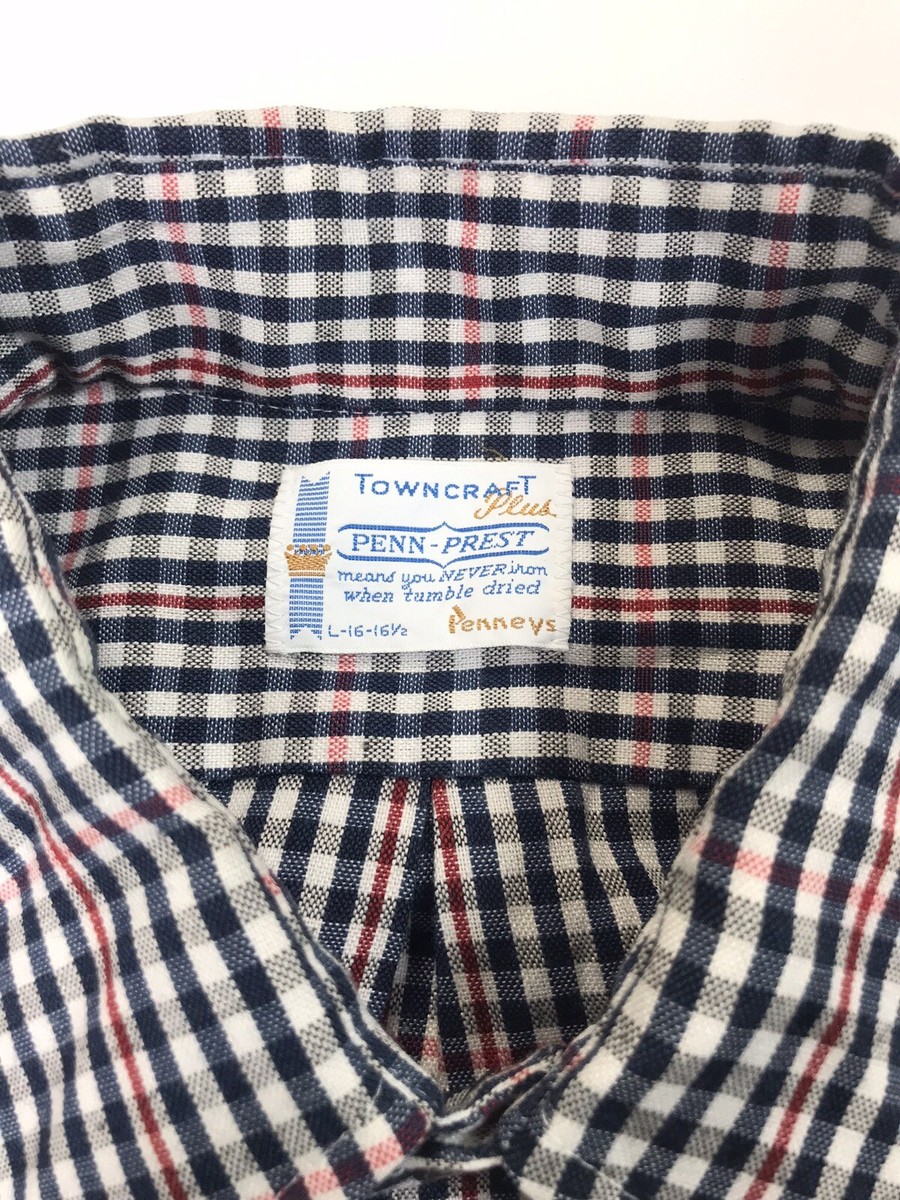 TOWNCRAFT
Plus
PENN-PREST
means you NEVER iron
when tumble dried
L-16-16½
Penneys